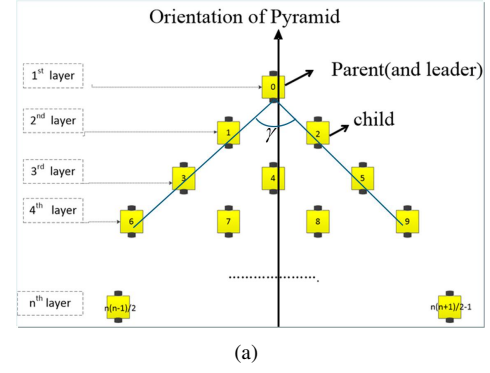 Orientation of Pyramid
1st layer
0
Parent(and leader)
2nd layer
1
γ
2
child
3rd layer
3
4
5
4th layer
6
7
8
9
nth layer
n(n-1)/2
n(n+1)/2-1
(a)